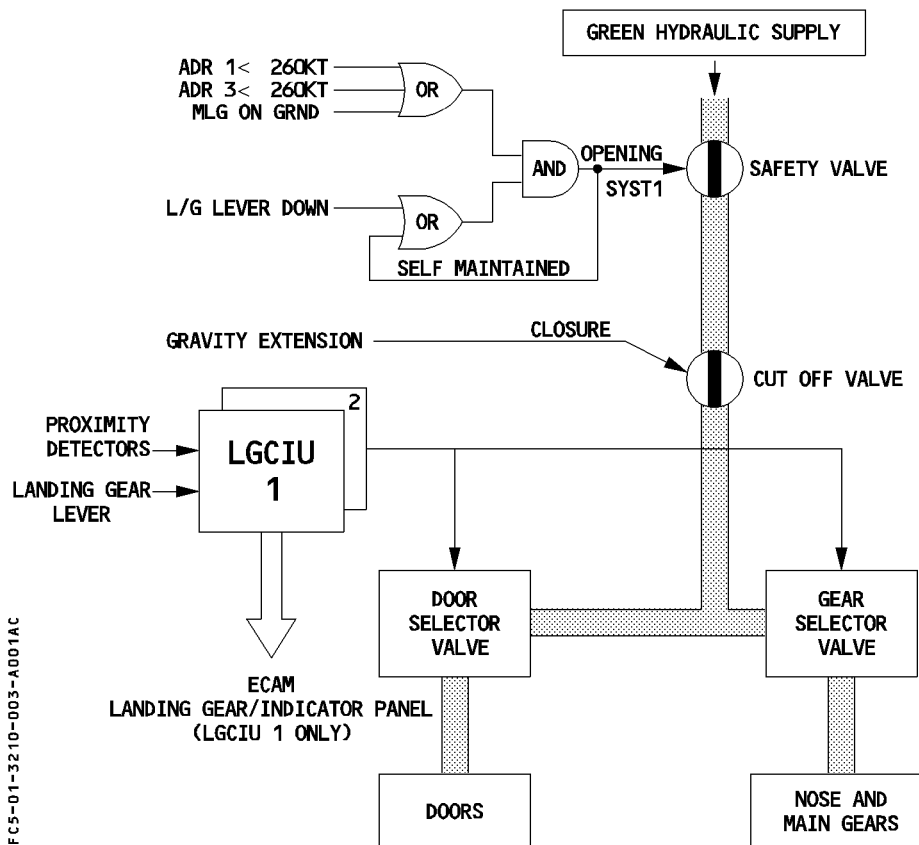 GREEN HYDRAULIC SUPPLY
ADR 1< 260KT
ADR 3< 260KT
MLG ON GRND
OR
AND
OPENING
SYST1
SAFETY VALVE
L/G LEVER DOWN
OR
SELF MAINTAINED
GRAVITY EXTENSION
CLOSURE
CUT OFF VALVE
2
PROXIMITY
DETECTORS
LGCIU
1
LANDING GEAR
LEVER
DOOR
SELECTOR
VALVE
GEAR
SELECTOR
VALVE
ECAM
LANDING GEAR/INDICATOR PANEL
(LGCIU 1 ONLY)
DOORS
NOSE AND
MAIN GEARS
FC5-01-3210-003-A001AC